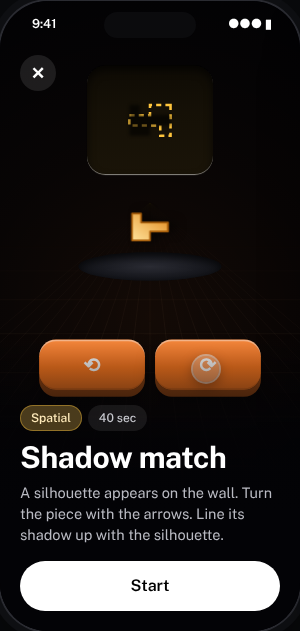 9:41
Spatial
40 sec
Shadow match
A silhouette appears on the wall. Turn
the piece with the arrows. Line its
shadow up with the silhouette.
Start